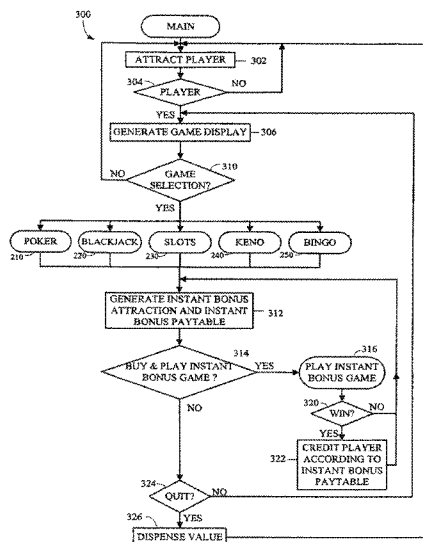 300
MAIN
ATTRACT PLAYER
302
304
PLAYER
NO
YES
GENERATE GAME DISPLAY
306
310
GAME
SELECTION?
NO
YES
POKER
BLACKJACK
SLOTS
KENO
BINGO
210
220
230
240
250
GENERATE INSTANT BONUS
ATTRACTION AND INSTANT
BONUS PAYTABLE
312
314
BUY & PLAY INSTANT
BONUS GAME ?
YES
316
PLAY INSTANT
BONUS GAME
NO
320
WIN?
NO
YES
322
CREDIT PLAYER
ACCORDING TO
INSTANT BONUS
PAYTABLE
324
QUIT?
NO
YES
326
DISPENSE VALUE